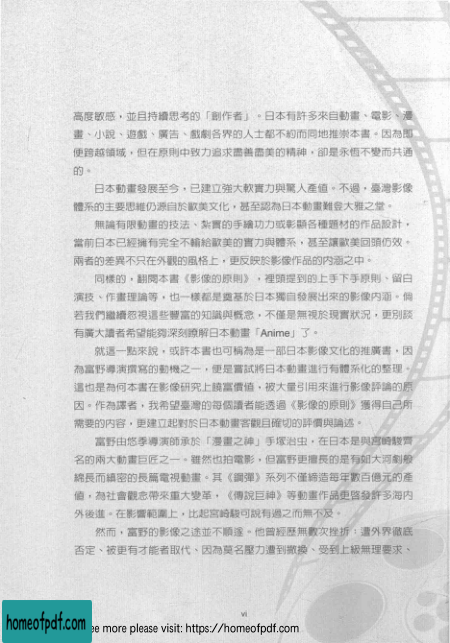 高度敏感，並且持續思考的「創作者」。日本有許多來自動畫、電影、漫
畫、小說、遊戲、廣告、戲劇各界的人士都不約而同地推崇本書。因為即
使跨越領域，但在原則中致力追求盡善盡美的精神，卻是永恆不變而共通
的。
日本動畫發展至今，已建立強大軟實力與驚人產值。不過，臺灣影像
體系的主要思維仍源自於歐美文化，甚至認為日本動畫難登大雅之堂。
無論有限動畫的技法、紮實的手繪功力或彰顯各種題材的作品設計，
當前日本已經擁有完全不輸給歐美的實力與體系，甚至讓歐美回頭仿效。
兩者的差異不只在外觀的風格上，更反映於影像作品的內涵之中。
同樣的，翻閱本書《影像的原則》，裡頭提到的上手下手原則、留白
演技、作畫理論等，也一樣都是奠基於日本獨自發展出來的影像內涵。倘
若我們繼續忽視這些豐富的知識與概念，不僅是無視於現實狀況，更別談
有廣大讀者希望能夠深刻瞭解日本動畫「Anime」了。
就這一點來說，或許本書也可稱為是一部日本影像文化的推廣書，因
為富野導演撰寫的動機之一，便是嘗試將日本動畫進行有體系化的整理。
這也是為何本書在影像研究上饒富價值，被大量引用來進行影像評論的原
因。作為譯者，我希望臺灣的每個讀者能透過《影像的原則》獲得自己所
需要的內容，更建立起對於日本動畫客觀且確切的評價與論述。
富野由悠季導演師承於「漫畫之神」手塚治虫，在日本是與宮崎駿齊
名的兩大動畫巨匠之一。雖然也拍電影，但富野更擅長的是有如大河劇般
綿長而縝密的長篇電視動畫。其《鋼彈》系列不僅締造每年數百億元的產
值，為社會觀念帶來重大變革，《傳說巨神》等動畫作品更啓發許多海內
外後進。在影響範圍上，比起宮崎駿可說有過之而無不及。
然而，富野的影像之途並不順遂。他曾經歷無數次挫折：遭外界徹底
否定、被更有才能者取代、因為莫名壓力遭到撤換、受到上級無理要求、
vi
homeofpdf.com
ee more please visit: https://homeofpdf.com